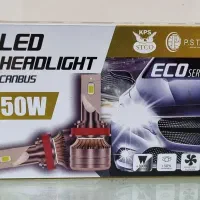 LED
HEADLIGHT
CANBUS
50W
KPS
STCO
P.S.T
ECO SER